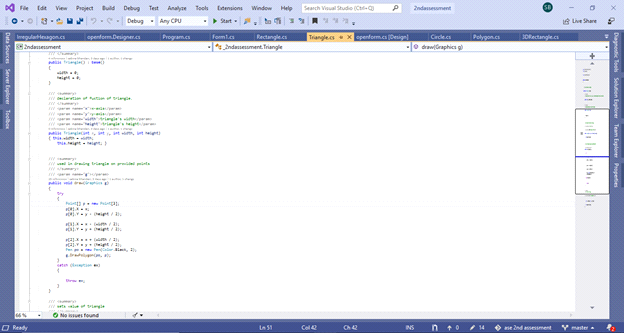 File Edit View Project Build Debug Test Analyze Tools Extensions Window Help Search Visual Studio (Ctrl+Q) 2ndassessment SB
Debug Any CPU Start Live Share
IrregularHexagon.cs openform.Designer.cs Program.cs Form1.cs Rectangle.cs Triangle.cs openform.cs [Design] Circle.cs Polygon.cs 3DRectangle.cs
2ndassessment _2ndassessment.Triangle draw(Graphics g)
Data Sources
Server Explorer
Toolbox
Diagnostic Tools
Solution Explorer
Team Explorer
Properties
/// </summary>
public Triangle() : base()
{
width = 0;
height = 0;
}
/// <summary>
/// declaration of fuction of triangle.
/// </summary>
/// <param name="x">x-axis</param>
/// <param name="y">y-axis</param>
/// <param name="width">triangle's width</param>
/// <param name="height">triangle's height</param>
public Triangle(int x, int y, int width, int height)
{ this.width = width;
this.height = height; }
/// <summary>
/// used in drawing triangle on provided points
/// </summary>
/// <param name="g"></param>
public void draw(Graphics g)
{
try
{
Point[] p = new Point[3];
p[0].X = x;
p[0].Y = y - (height / 2);
p[1].X = x - (width / 2);
p[1].Y = y + (height / 2);
p[2].X = x + (width / 2);
p[2].Y = y + (height / 2);
Pen po = new Pen(Color.Black, 2);
g.DrawPolygon(po, p);
}
catch (Exception ex)
{
throw ex;
}
}
/// <summary>
/// sets value of triangle
66 % No issues found
Ready Ln 51 Col 42 Ch 42 INS 0 14 ase 2nd assessment master 2